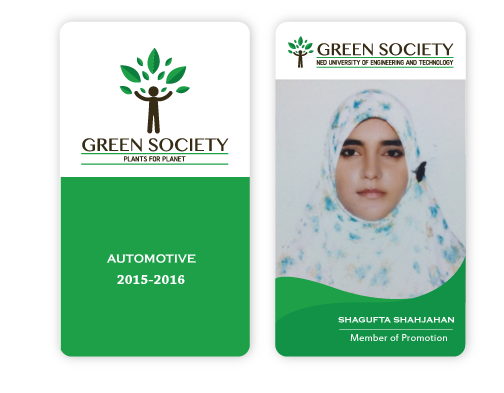 GREEN SOCIETY
PLANTS FOR PLANET
AUTOMOTIVE
2015-2016
GREEN SOCIETY
NED UNIVERSITY OF ENGINEERING AND TECHNOLOGY
SHAGUFTA SHAHJAHAN
Member of Promotion